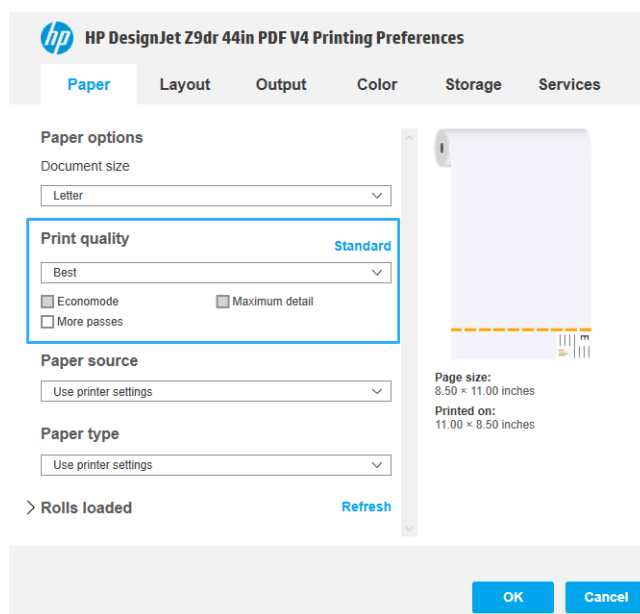 hp HP DesignJet Z9dr 44in PDF V4 Printing Preferences
Paper Layout Output Color Storage Services
Paper options
Document size
Letter
Print quality Standard
Best
Economode Maximum detail
More passes
Paper source
Use printer settings
Paper type
Use printer settings
Rolls loaded Refresh
Page size:
8.50 × 11.00 inches
Printed on:
11.00 × 8.50 inches
OK Cancel